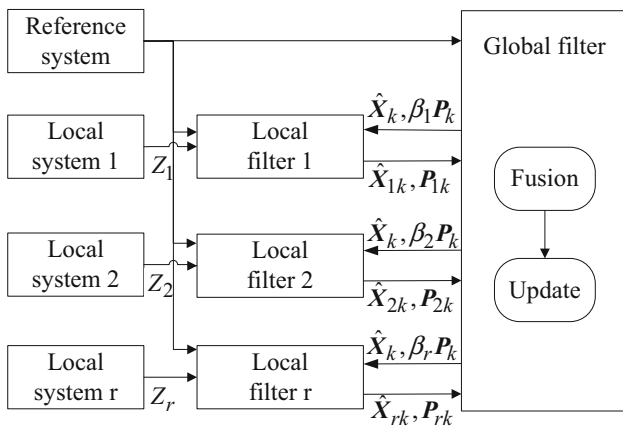 Reference
system
Global filter
X̂ₖ, β₁Pₖ
Local
system 1
Z₁
Local
filter 1
X̂₁ₖ, P₁ₖ
Fusion
X̂ₖ, β₂Pₖ
Local
system 2
Z₂
Local
filter 2
X̂₂ₖ, P₂ₖ
Update
X̂ₖ, βᵣPₖ
Local
system r
Zᵣ
Local
filter r
X̂ᵣₖ, Pᵣₖ